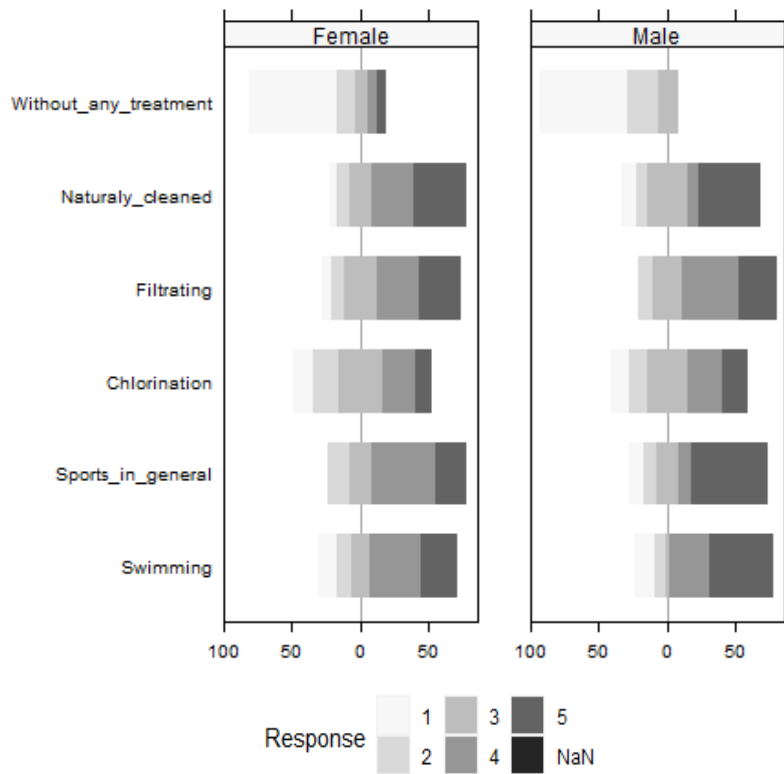 Female Male
Without_any_treatment
Naturaly_cleaned
Filtrating
Chlorination
Sports_in_general
Swimming
100 50 0 50 100 50 0 50
Response 1 3 5
2 4 NaN